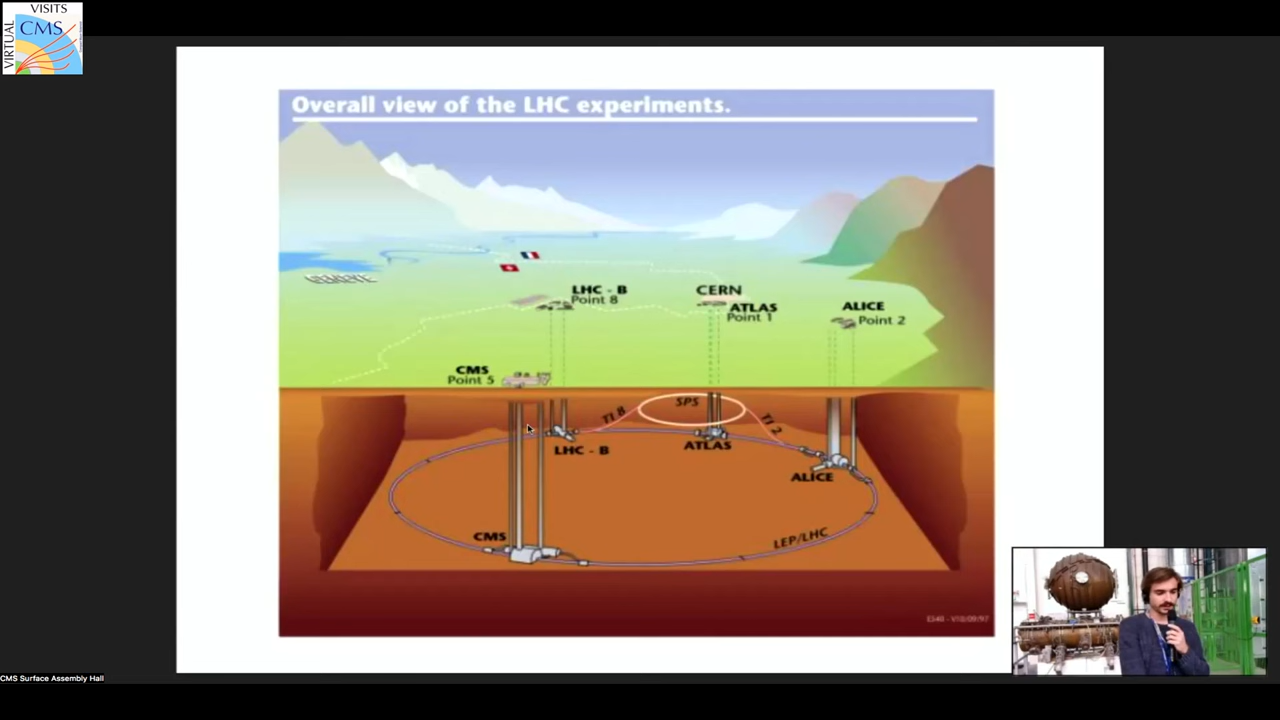 VISITS
CMS
VIRTUAL
Overall view of the LHC experiments.
GENEVE
LHC - B
Point 8
CERN
ATLAS
Point 1
ALICE
Point 2
CMS
Point 5
SPS
TI 8
TI 2
LHC - B
ATLAS
ALICE
CMS
LEP/LHC
CMS Surface Assembly Hall